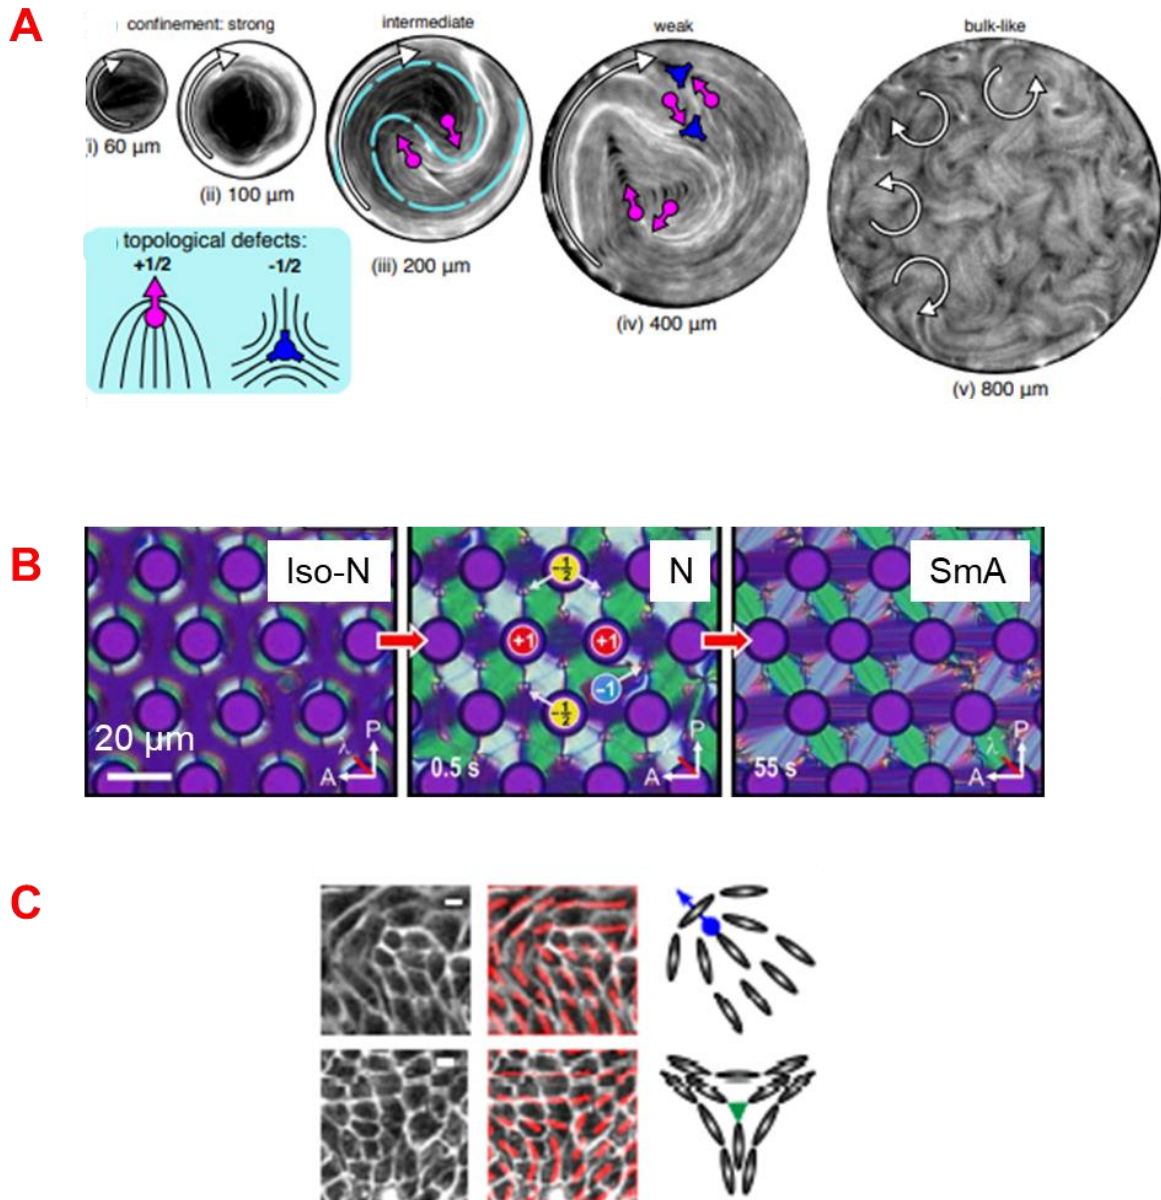 A
) confinement: strong
intermediate
weak
bulk-like
i) 60 µm
(ii) 100 µm
(iii) 200 µm
(iv) 400 µm
(v) 800 µm
) topological defects:
+1/2 -1/2
B
Iso-N
N
SmA
-1/2
+1 +1
-1
-1/2
20 µm
λ P
A
0.5 s
λ P
A
55 s
λ P
A
C